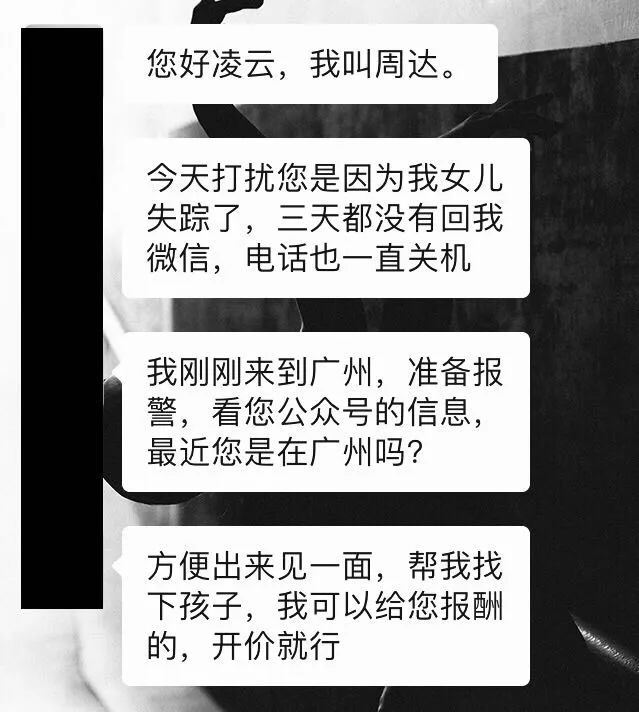 您好凌云，我叫周达。
今天打扰您是因为我女儿
失踪了，三天都没有回我
微信，电话也一直关机
我刚刚来到广州，准备报
警，看您公众号的信息，
最近您是在广州吗？
方便出来见一面，帮我找
下孩子，我可以给您报酬
的，开价就行